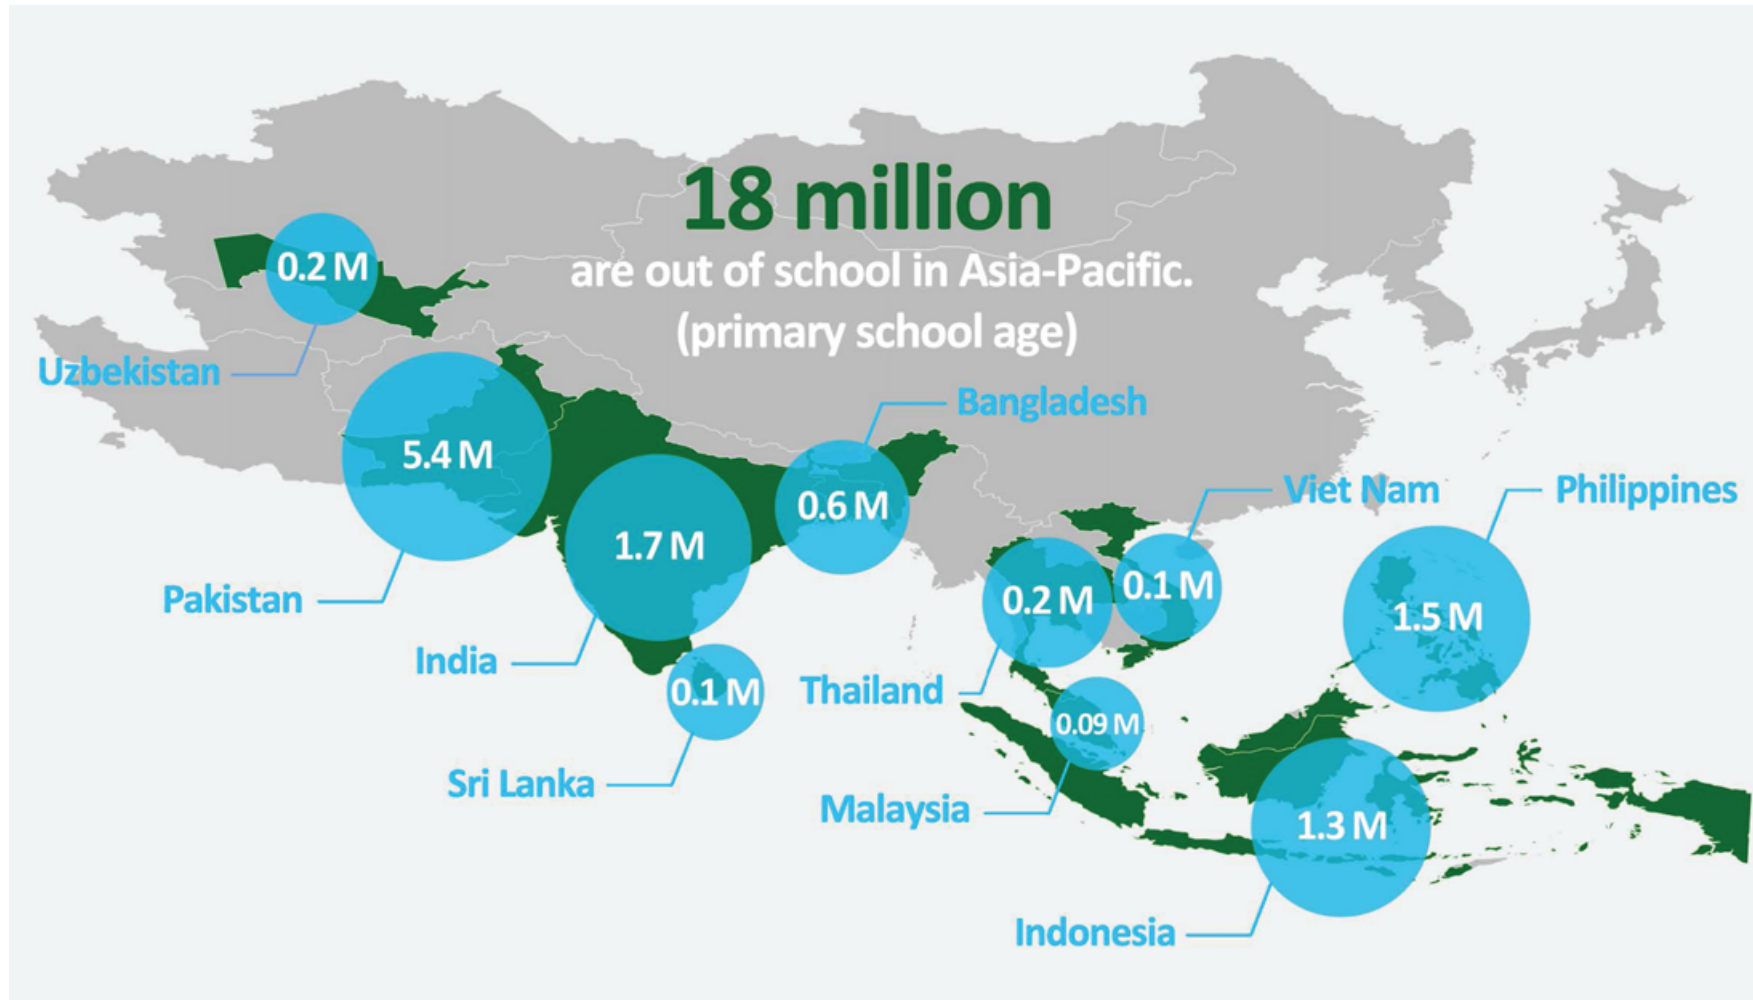 18 million
are out of school in Asia-Pacific.
(primary school age)
0.2 M
Uzbekistan
5.4 M
Pakistan
Bangladesh
0.6 M
1.7 M
India
0.1 M
Sri Lanka
Viet Nam
0.1 M
0.2 M
Thailand
Philippines
1.5 M
0.09 M
Malaysia
1.3 M
Indonesia